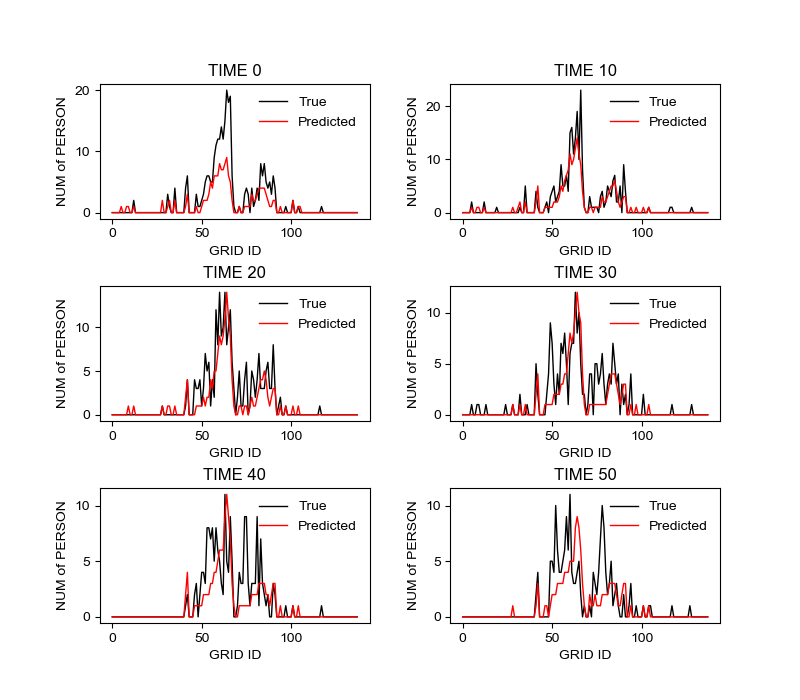 TIME 0
NUM of PERSON
20
10
0
True
Predicted
0 50 100
GRID ID
TIME 10
NUM of PERSON
20
10
0
True
Predicted
0 50 100
GRID ID
TIME 20
NUM of PERSON
10
5
0
True
Predicted
0 50 100
GRID ID
TIME 30
NUM of PERSON
10
5
0
True
Predicted
0 50 100
GRID ID
TIME 40
NUM of PERSON
10
5
0
True
Predicted
0 50 100
GRID ID
TIME 50
NUM of PERSON
10
5
0
True
Predicted
0 50 100
GRID ID